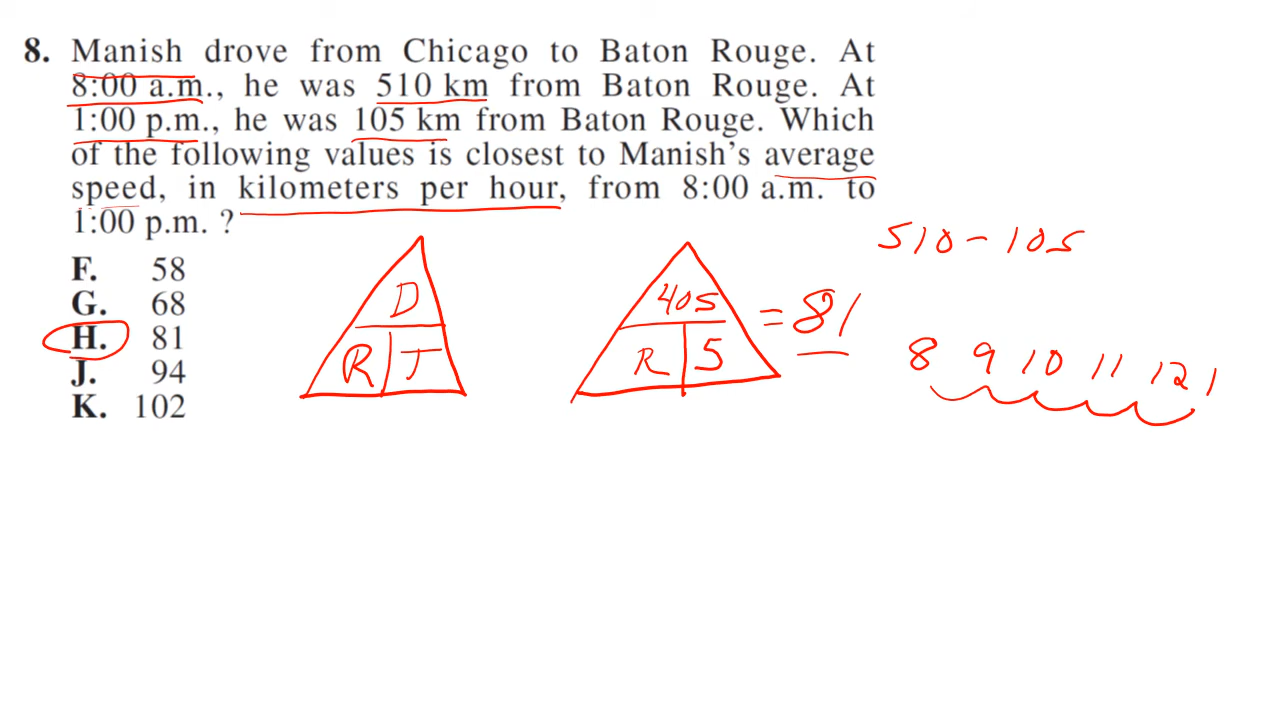 8. Manish drove from Chicago to Baton Rouge. At
8:00 a.m., he was 510 km from Baton Rouge. At
1:00 p.m., he was 105 km from Baton Rouge. Which
of the following values is closest to Manish's average
speed, in kilometers per hour, from 8:00 a.m. to
1:00 p.m. ?
F. 58
G. 68
H. 81
J. 94
K. 102
D
R T
405
R 5
= 81
510 - 105
8 9 10 11 12 1